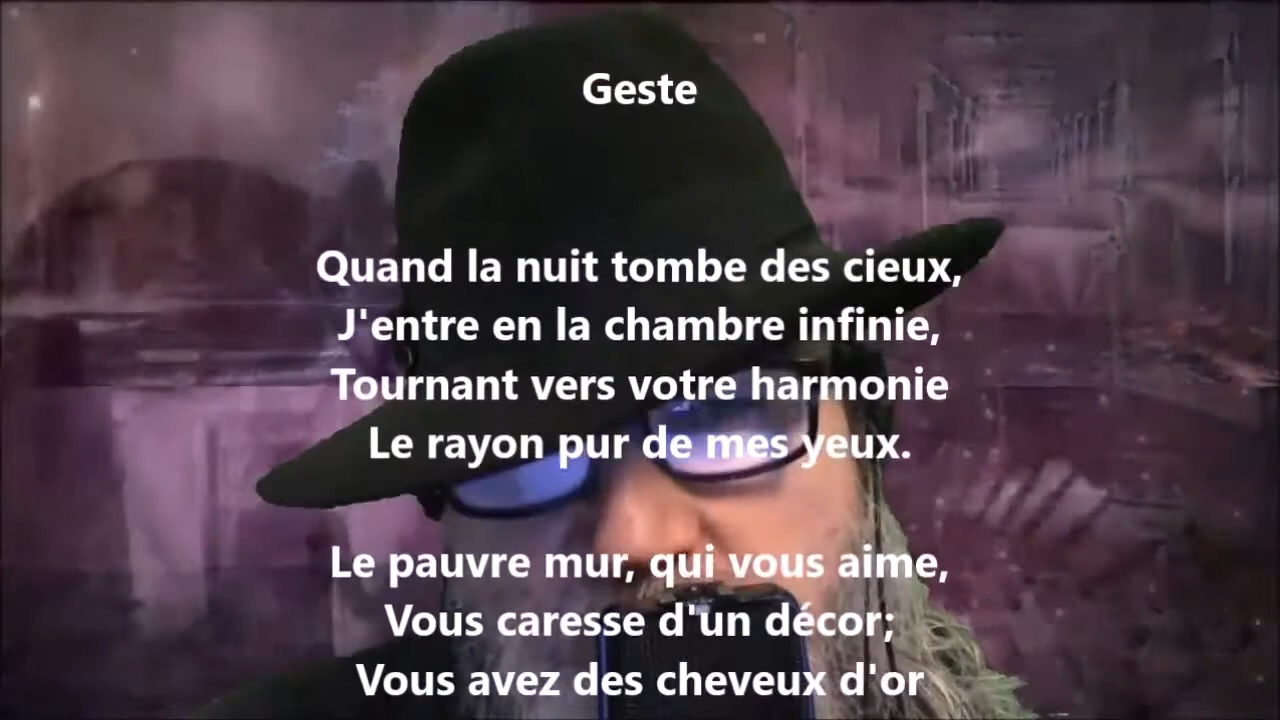 Geste
Quand la nuit tombe des cieux,
J'entre en la chambre infinie,
Tournant vers votre harmonie
Le rayon pur de mes yeux.
Le pauvre mur, qui vous aime,
Vous caresse d'un décor;
Vous avez des cheveux d'or